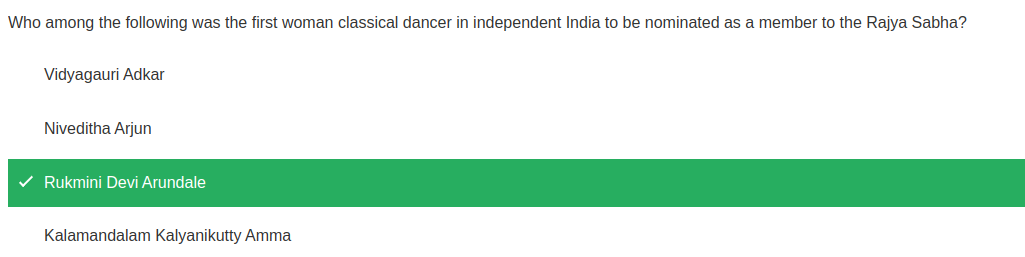 Who among the following was the first woman classical dancer in independent India to be nominated as a member to the Rajya Sabha?
Vidyagauri Adkar
Niveditha Arjun
Rukmini Devi Arundale
Kalamandalam Kalyanikutty Amma